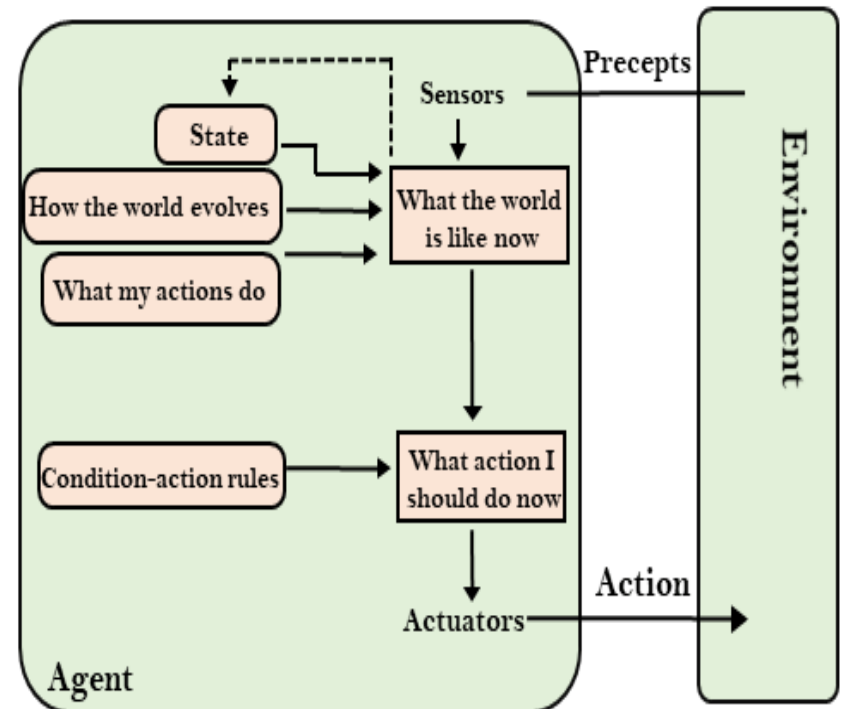 Precepts
Sensors
State
How the world evolves
What my actions do
What the world
is like now
Environment
Condition-action rules
What action I
should do now
Action
Actuators
Agent